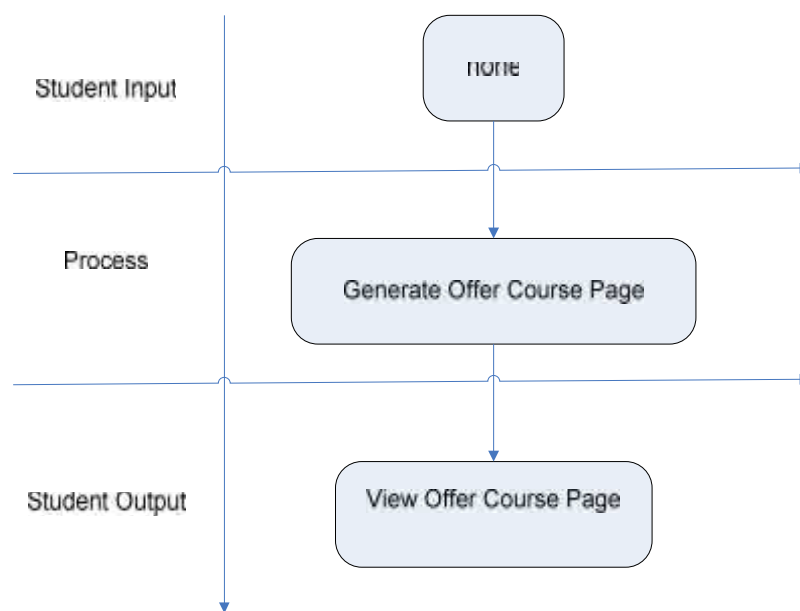 none
Student Input
Process
Generate Offer Course Page
Student Output
View Offer Course Page